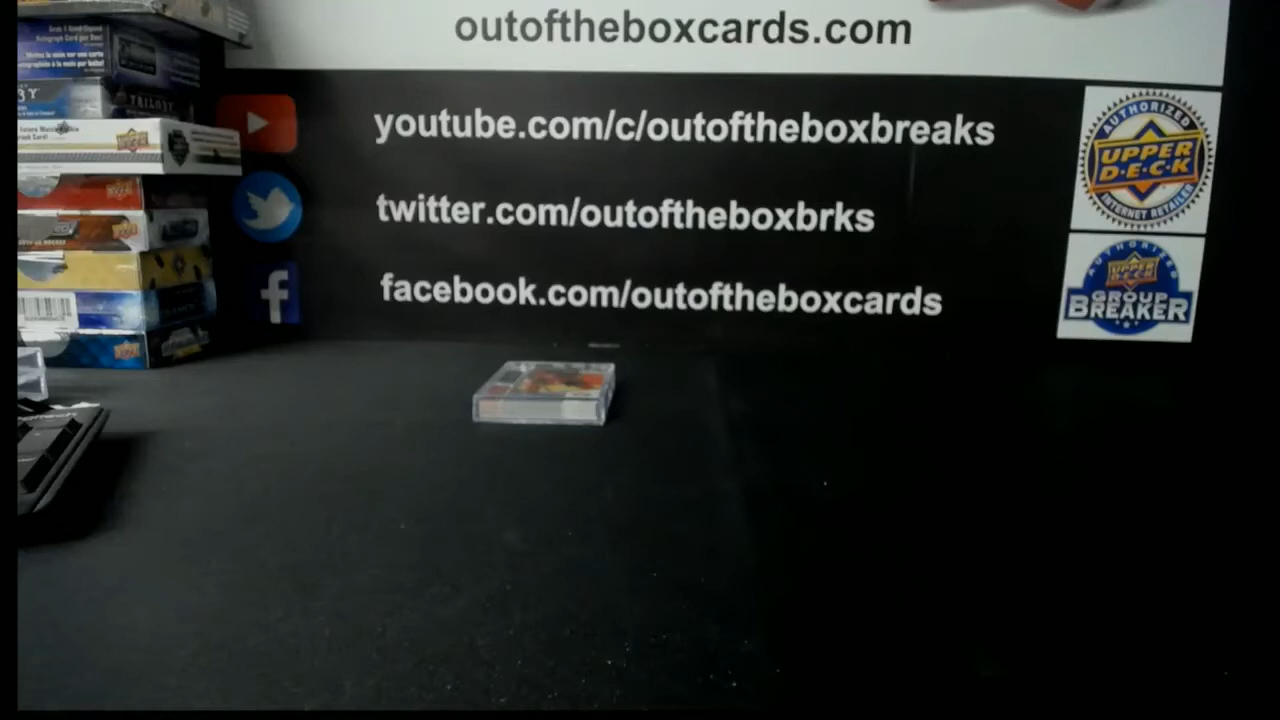 outoftheboxcards.com
youtube.com/c/outoftheboxbreaks
twitter.com/outoftheboxbrks
facebook.com/outoftheboxcards
AUTHORIZED
UPPER
D·E·C·K
INTERNET RETAILER
AUTHORIZED
UPPER
DECK
GROUP
BREAKER
TRILOGY